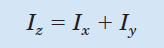 I_z = I_x + I_y